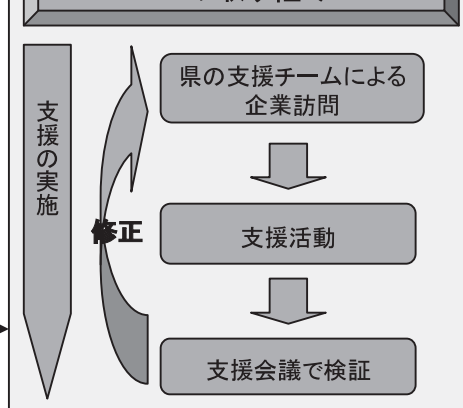 支援の実施
県の支援チームによる
企業訪問
修正
支援活動
支援会議で検証